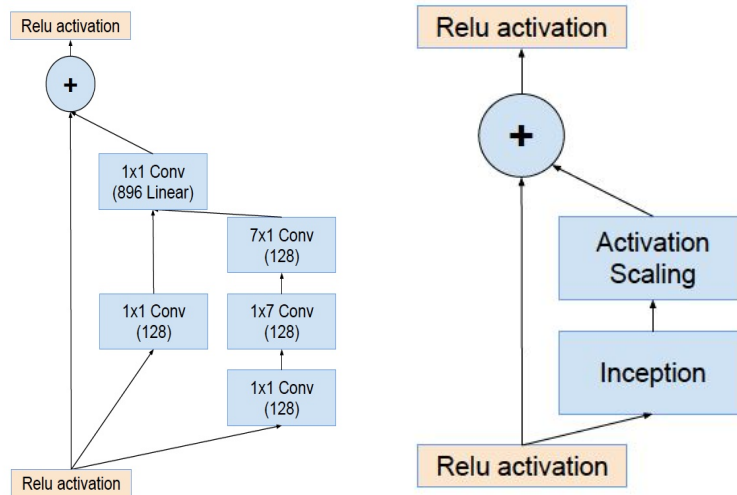 Relu activation
+
1x1 Conv
(896 Linear)
7x1 Conv
(128)
1x1 Conv
(128)
1x7 Conv
(128)
1x1 Conv
(128)
Relu activation
Relu activation
+
Activation
Scaling
Inception
Relu activation